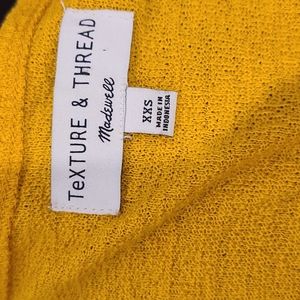 TeXTURE & THREAD
Madewell
XXS
MADE IN
INDONESIA